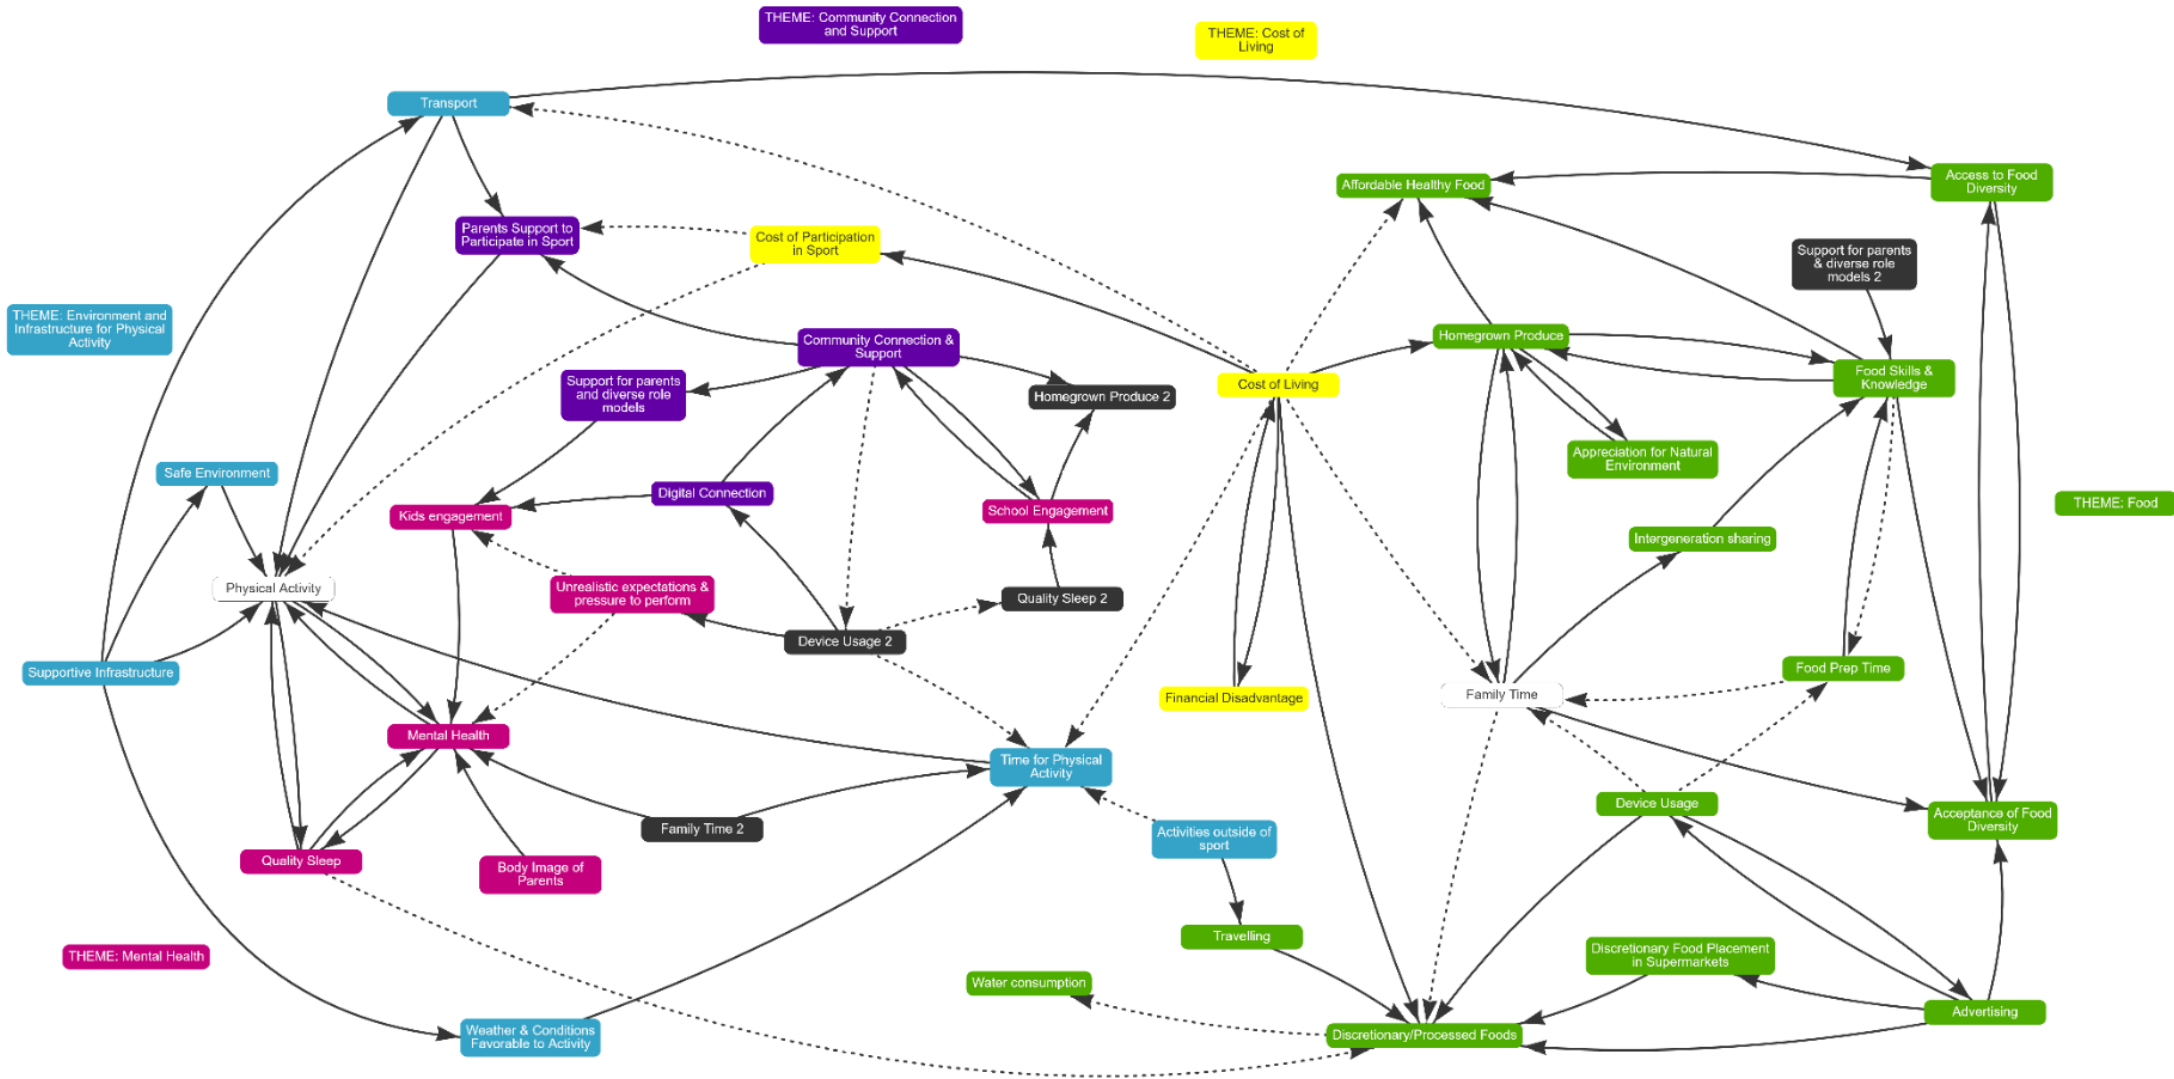 THEME: Community Connection
and Support
THEME: Cost of
Living
Transport
Access to Food
Diversity
Affordable Healthy Food
Parents Support to
Participate in Sport
Cost of Participation
in Sport
Support for parents
& diverse role
models 2
THEME: Environment and
Infrastructure for Physical
Activity
Community Connection &
Support
Homegrown Produce
Food Skills &
Knowledge
Support for parents
and diverse role
models
Homegrown Produce 2
Cost of Living
Appreciation for Natural
Environment
Safe Environment
Digital Connection
Kids engagement
School Engagement
THEME: Food
Intergeneration sharing
Physical Activity
Unrealistic expectations &
pressure to perform
Quality Sleep 2
Device Usage 2
Supportive Infrastructure
Food Prep Time
Financial Disadvantage
Family Time
Mental Health
Time for Physical
Activity
Device Usage
Acceptance of Food
Diversity
Family Time 2
Activities outside of
sport
Quality Sleep
Body Image of
Parents
Travelling
THEME: Mental Health
Discretionary Food Placement
in Supermarkets
Water consumption
Advertising
Weather & Conditions
Favorable to Activity
Discretionary/Processed Foods